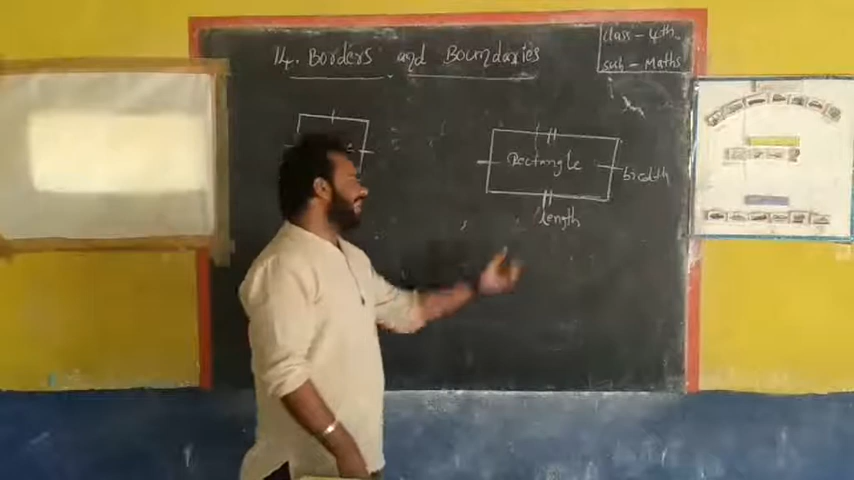 14. Borders and Boundaries
class - 4th.
sub - Maths
Rectangle
breadth
length